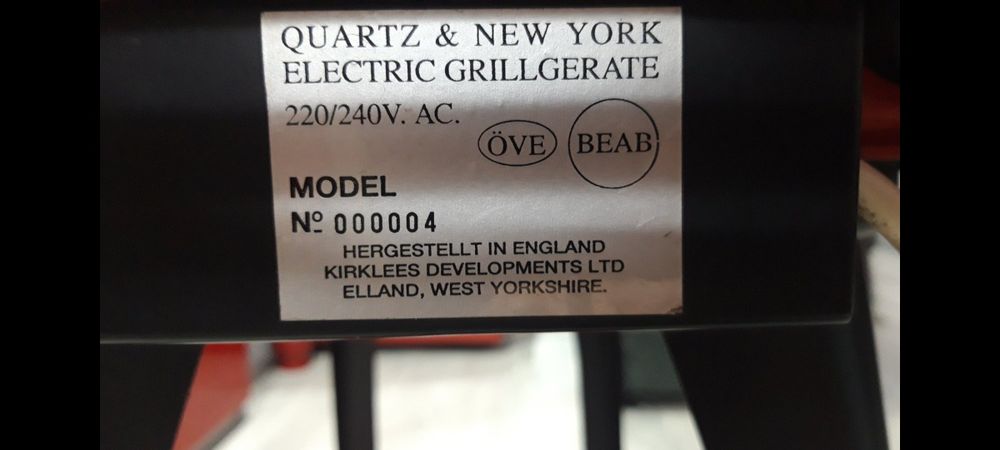 QUARTZ & NEW YORK
ELECTRIC GRILLGERATE
220/240V. AC.
ÖVE BEAB
MODEL
Nº 000004
HERGESTELLT IN ENGLAND
KIRKLEES DEVELOPMENTS LTD
ELLAND, WEST YORKSHIRE.